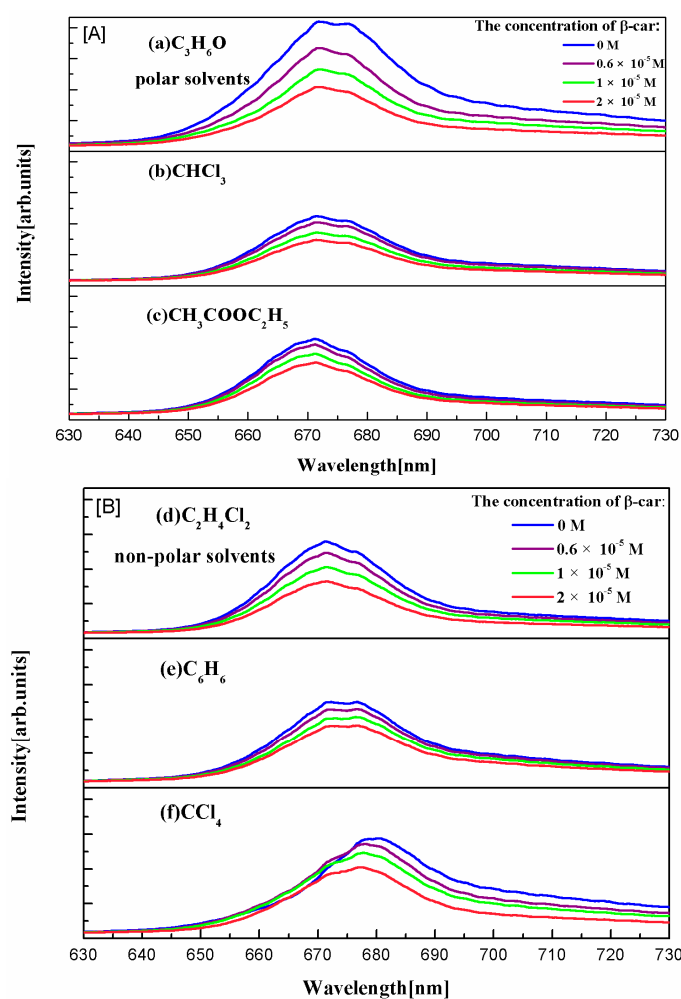 [A]
(a)C₃H₆O
polar solvents
The concentration of β-car:
0 M
0.6 × 10⁻⁵ M
1 × 10⁻⁵ M
2 × 10⁻⁵ M
(b)CHCl₃
(c)CH₃COOC₂H₅
Intensity[arb.units]
630 640 650 660 670 680 690 700 710 720 730
Wavelength[nm]
[B]
(d)C₂H₄Cl₂
non-polar solvents
The concentration of β-car:
0 M
0.6 × 10⁻⁵ M
1 × 10⁻⁵ M
2 × 10⁻⁵ M
(e)C₆H₆
(f)CCl₄
Intensity[arb.units]
630 640 650 660 670 680 690 700 710 720 730
Wavelength[nm]